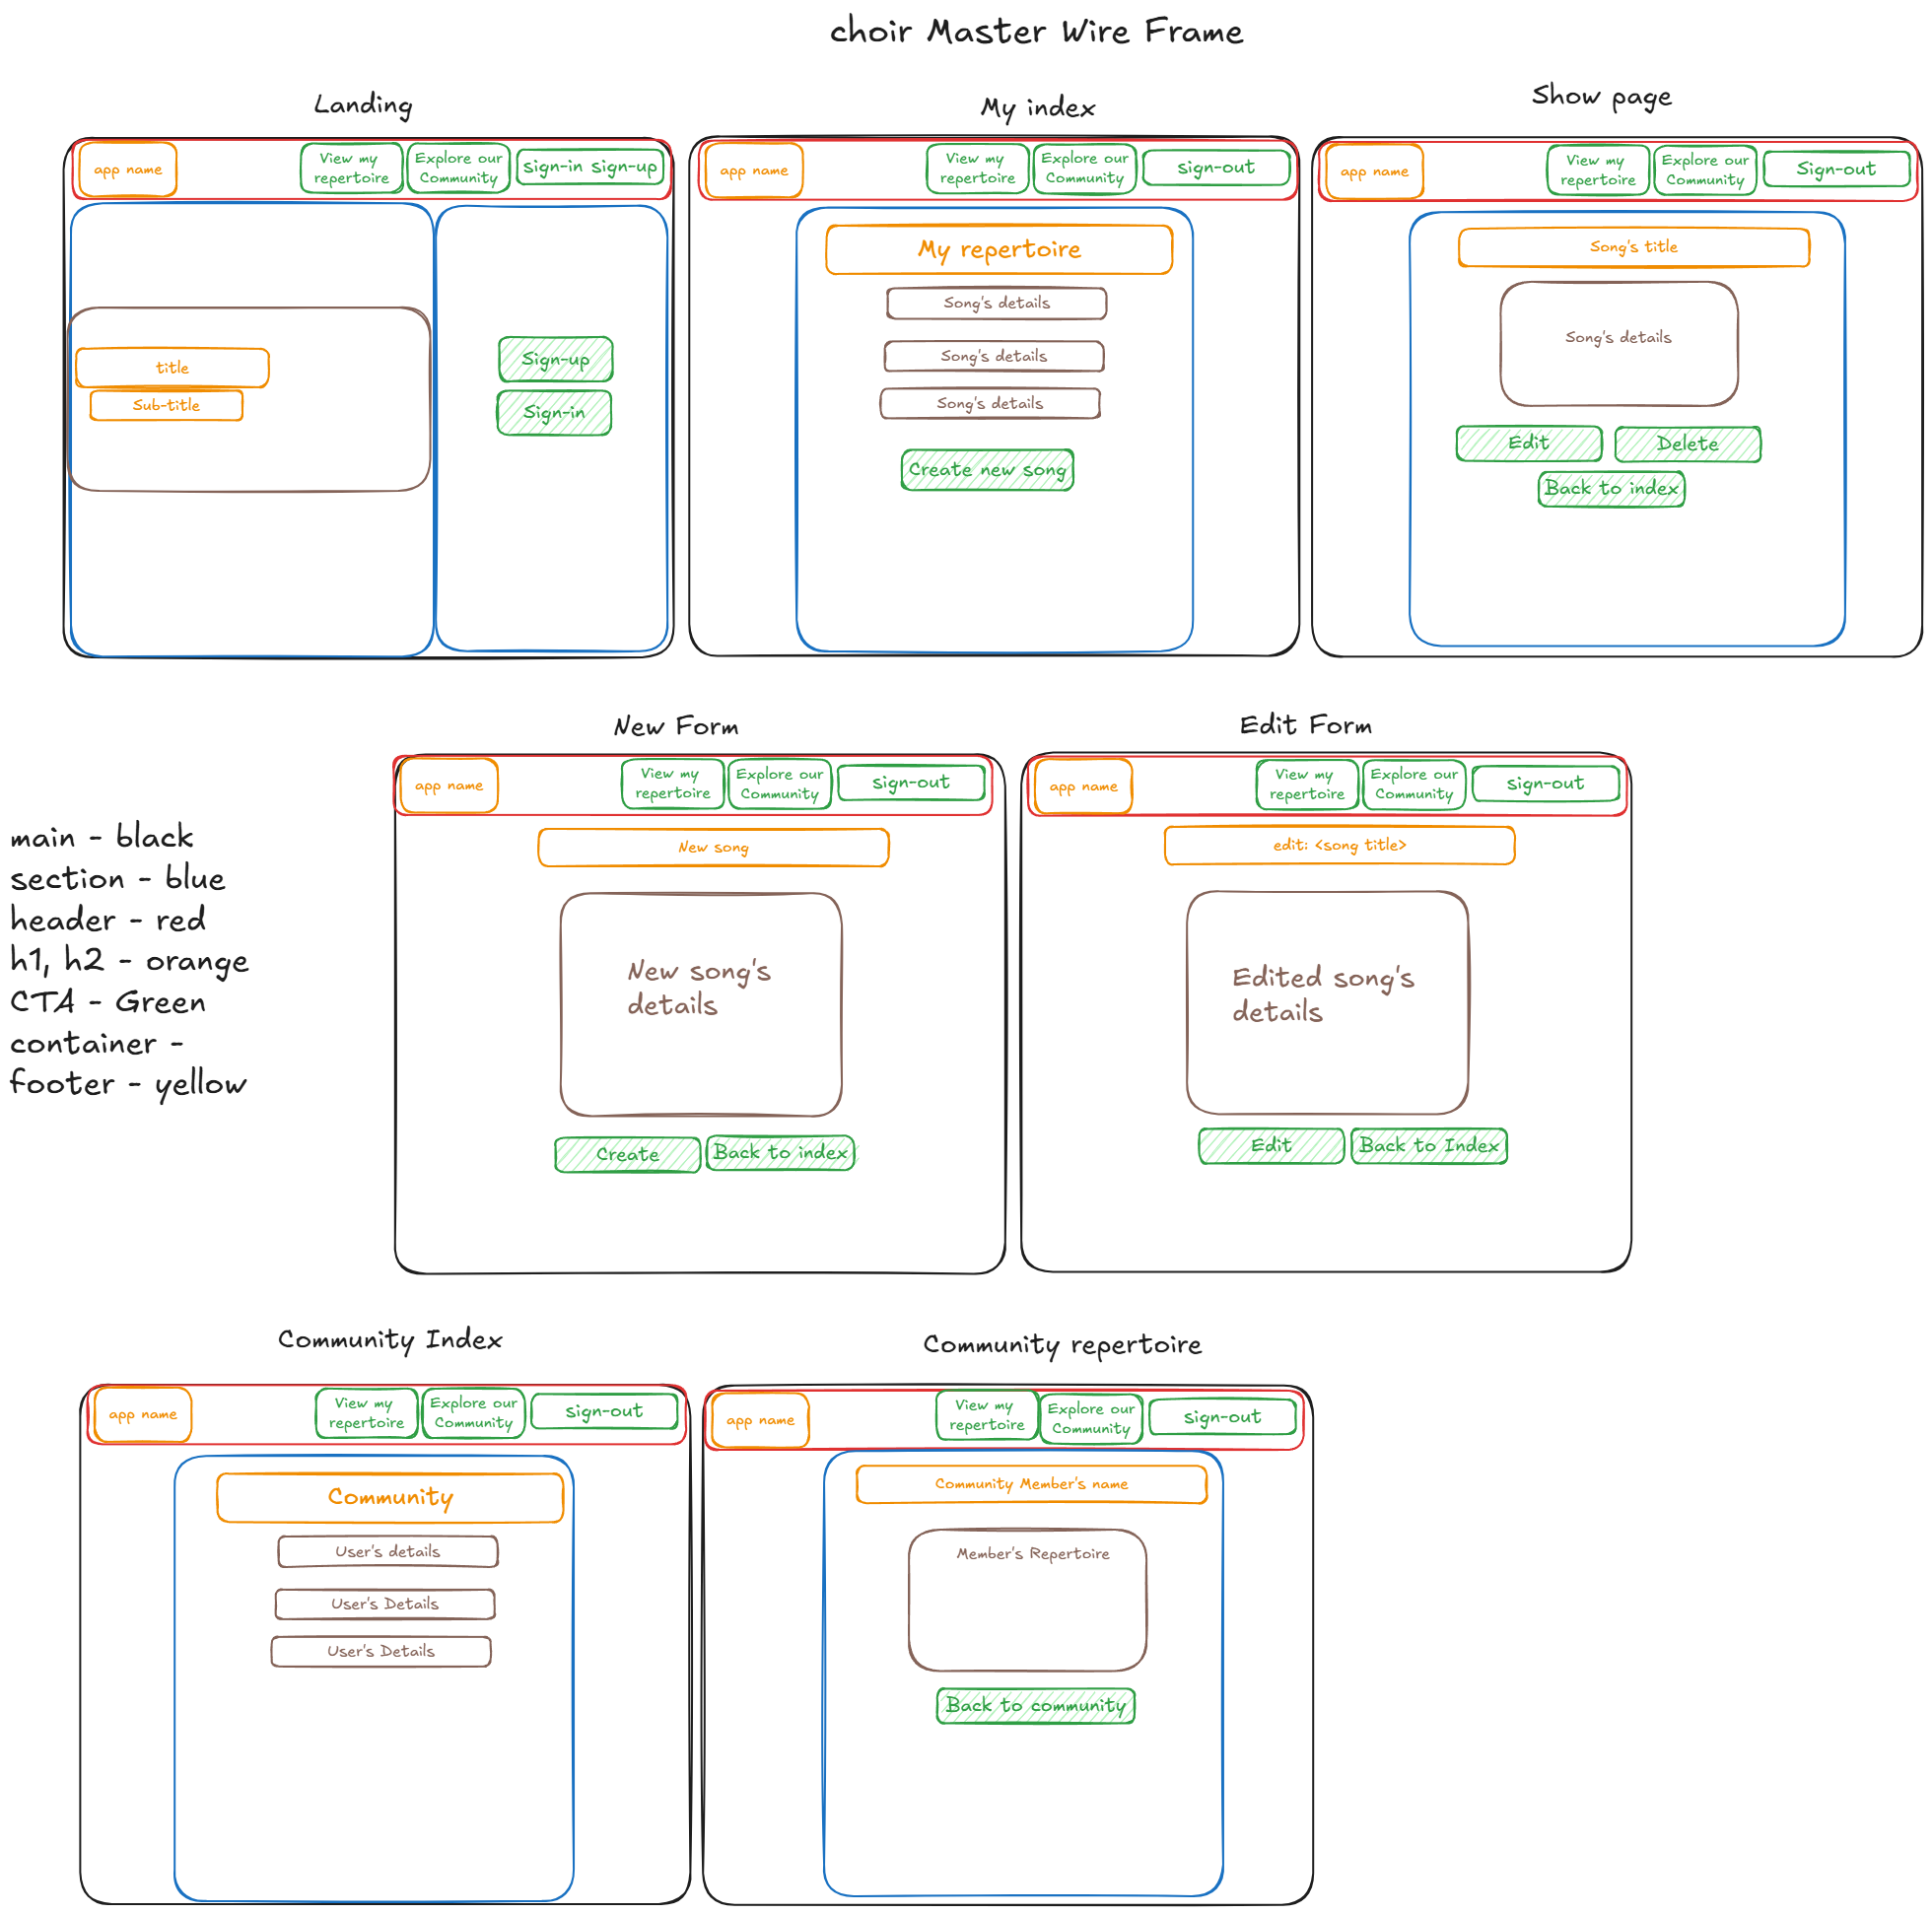 choir Master Wire Frame
Landing
app name
View my
repertoire
Explore our
Community
sign-in sign-up
title
Sub-title
Sign-up
Sign-in
My index
app name
View my
repertoire
Explore our
Community
sign-out
My repertoire
Song's details
Song's details
Song's details
Create new song
Show page
app name
View my
repertoire
Explore our
Community
Sign-out
Song's title
Song's details
Edit
Delete
Back to index
main - black
section - blue
header - red
h1, h2 - orange
CTA - Green
container -
footer - yellow
New Form
app name
View my
repertoire
Explore our
Community
sign-out
New song
New song's
details
Create
Back to index
Edit Form
app name
View my
repertoire
Explore our
Community
sign-out
edit: <song title>
Edited song's
details
Edit
Back to Index
Community Index
app name
View my
repertoire
Explore our
Community
sign-out
Community
User's details
User's Details
User's Details
Community repertoire
app name
View my
repertoire
Explore our
Community
sign-out
Community Member's name
Member's Repertoire
Back to community